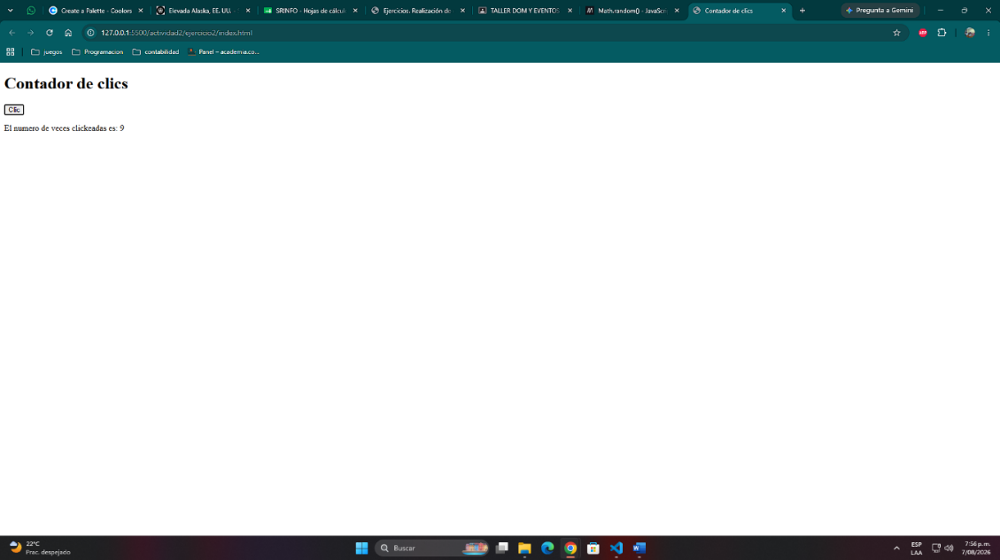 Create a Palette - Coolors
Elevada Alaska, EE. UU.
SRINFO - Hojas de cálcul
Ejercicios. Realización de
TALLER DOM Y EVENTOS
Math.random() - JavaScri
Contador de clics
Pregunta a Gemini
127.0.0.1:5500/actividad2/ejercicio2/index.html
ABP
juegos
Programacion
contabilidad
Panel – academia.co...
Contador de clics
Clic
El numero de veces clickeadas es: 9
22°C
Prac. despejado
Buscar
ESP
LAA
7:56 p.m.
7/08/2026